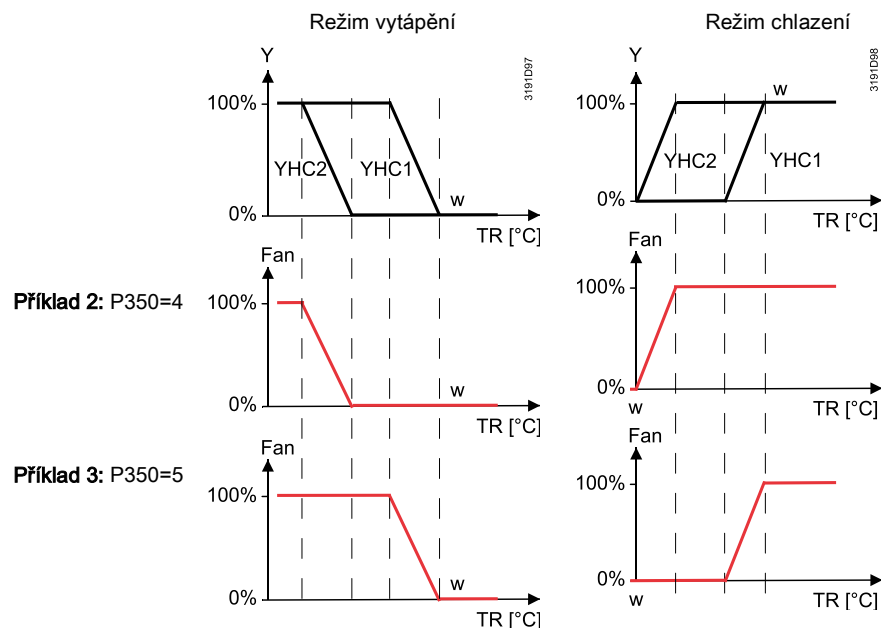 Režim vytápění
Režim chlazení
Y
3191D97
100%
YHC2
YHC1
w
0%
TR [°C]
Y
3191D98
w
100%
YHC2
YHC1
0%
TR [°C]
Příklad 2: P350=4
Fan
100%
w
0%
TR [°C]
Fan
100%
0%
w
TR [°C]
Příklad 3: P350=5
Fan
100%
w
0%
TR [°C]
Fan
100%
0%
w
TR [°C]